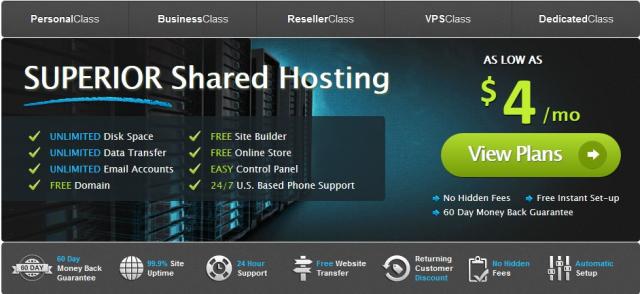 PersonalClass BusinessClass ResellerClass VPSClass DedicatedClass
SUPERIOR Shared Hosting
UNLIMITED Disk Space
UNLIMITED Data Transfer
UNLIMITED Email Accounts
FREE Domain
FREE Site Builder
FREE Online Store
EASY Control Panel
24/7 U.S. Based Phone Support
AS LOW AS
$4/mo
View Plans
No Hidden Fees Free Instant Set-up
60 Day Money Back Guarantee
60 DAY
60 Day
Money Back
Guarantee
99.9% Site
Uptime
24 Hour
Support
Free Website
Transfer
Returning
Customer
Discount
No Hidden
Fees
Automatic
Setup